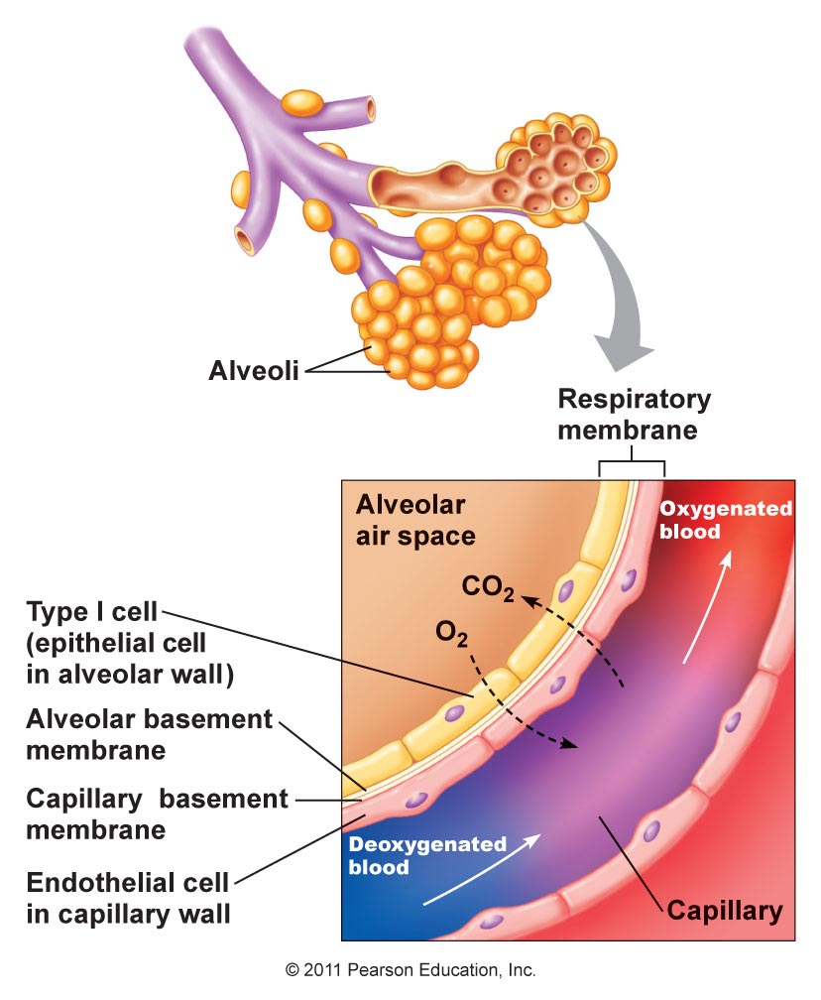 Alveoli
Respiratory
membrane
Alveolar
air space
Oxygenated
blood
CO2
O2
Type I cell
(epithelial cell
in alveolar wall)
Alveolar basement
membrane
Capillary basement
membrane
Endothelial cell
in capillary wall
Deoxygenated
blood
Capillary
© 2011 Pearson Education, Inc.